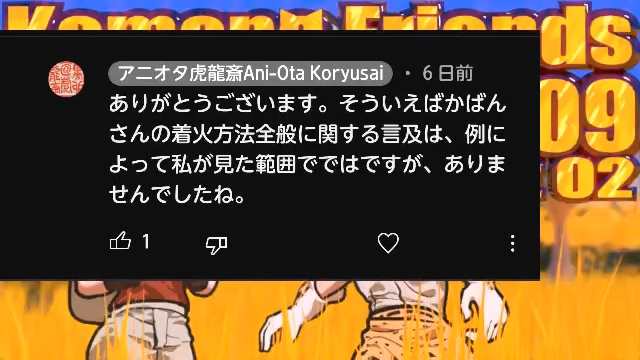 Kemono Friends
09
02
アニオタ虎龍斎Ani-Ota Koryusai ・ 6日前
ありがとうございます。そういえばかばん
さんの着火方法全般に関する言及は、例に
よって私が見た範囲でではですが、ありま
せんでしたね。
1